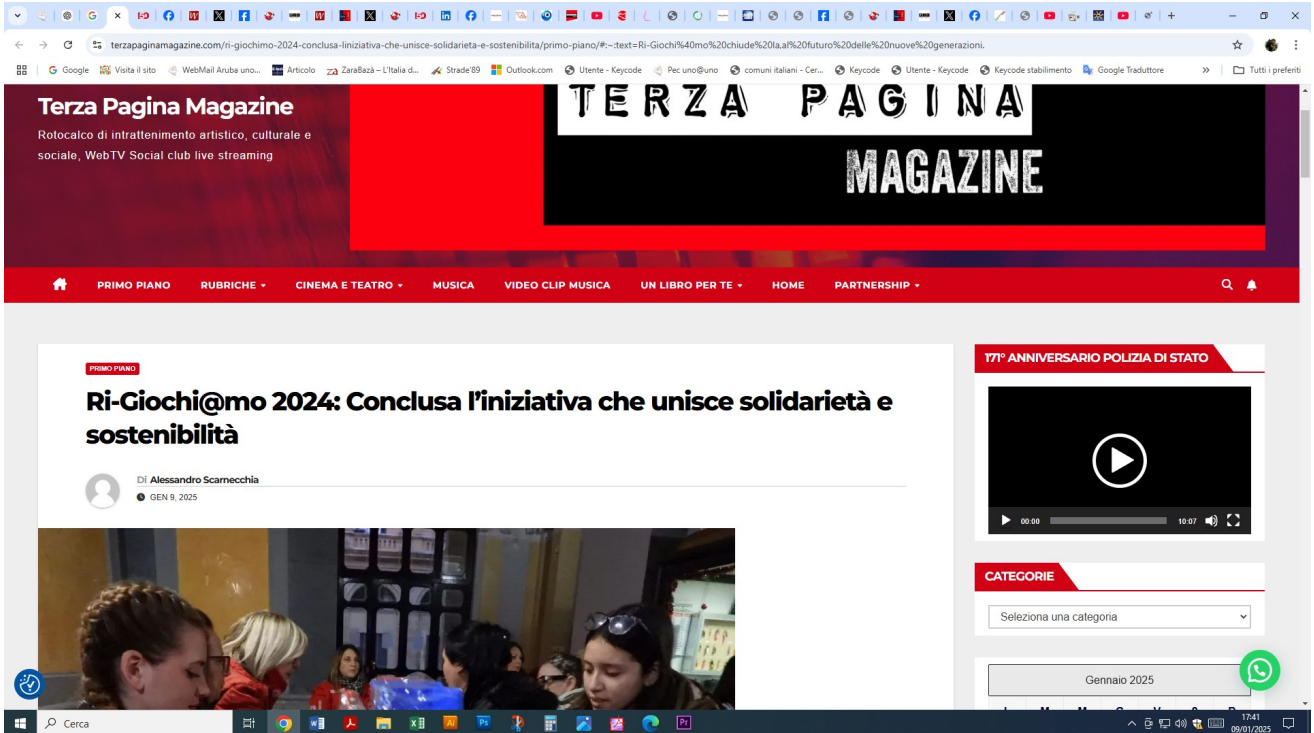 terzapaginamagazine.com/ri-giochimo-2024-conclusa-liniziativa-che-unisce-solidarieta-e-sostenibilita/primo-piano/#:~:text=Ri-Giochi%40mo%20chiude%20la,al%20futuro%20delle%20nuove%20generazioni.
Google Visita il sito WebMail Aruba uno... Articolo ZaraBazà – L'Italia d... Strade'89 Outlook.com Utente - Keycode Pec uno@uno comuni italiani - Cer... Keycode Utente - Keycode Keycode stabilimento Google Traduttore » Tutti i preferiti
Terza Pagina Magazine
Rotocalco di intrattenimento artistico, culturale e
sociale, WebTV Social club live streaming
TERZA PAGINA
MAGAZINE
PRIMO PIANO RUBRICHE CINEMA E TEATRO MUSICA VIDEO CLIP MUSICA UN LIBRO PER TE HOME PARTNERSHIP
PRIMO PIANO
Ri-Giochi@mo 2024: Conclusa l'iniziativa che unisce solidarietà e
sostenibilità
Di Alessandro Scarnecchia
GEN 9, 2025
171° ANNIVERSARIO POLIZIA DI STATO
00:00 10:07
CATEGORIE
Seleziona una categoria
Gennaio 2025
Cerca
17:41
09/01/2025